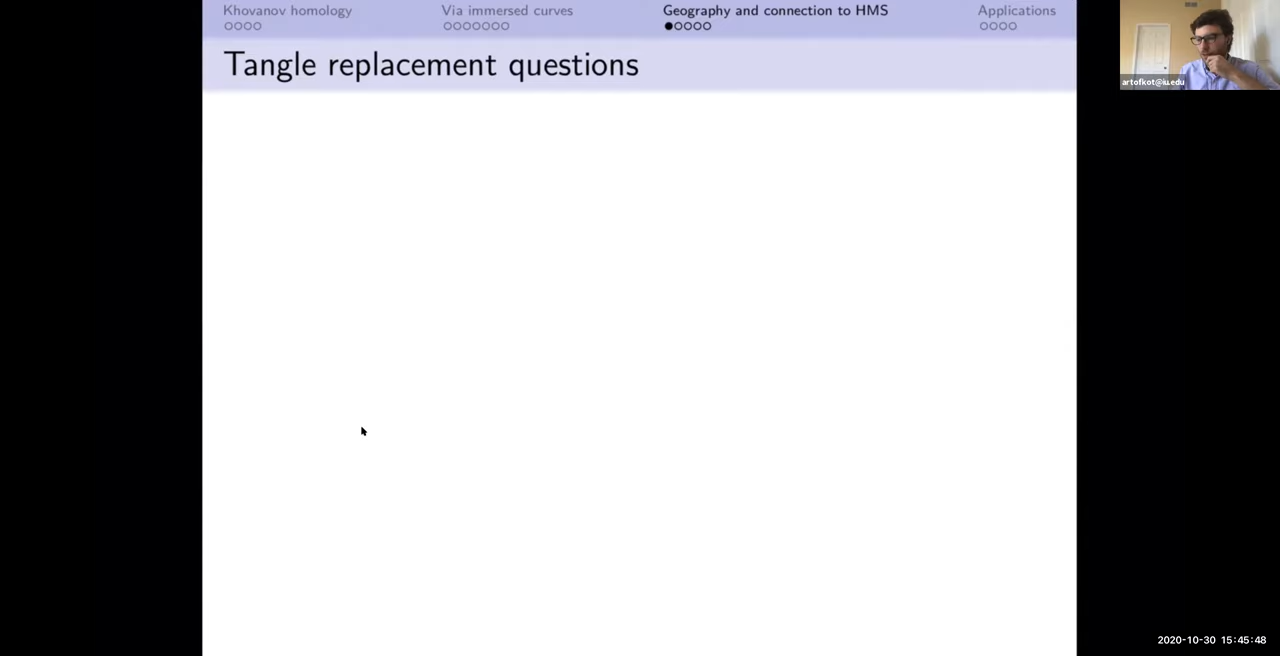 Khovanov homology Via immersed curves Geography and connection to HMS Applications
Tangle replacement questions
artofkot@iu.edu
2020-10-30 15:45:48